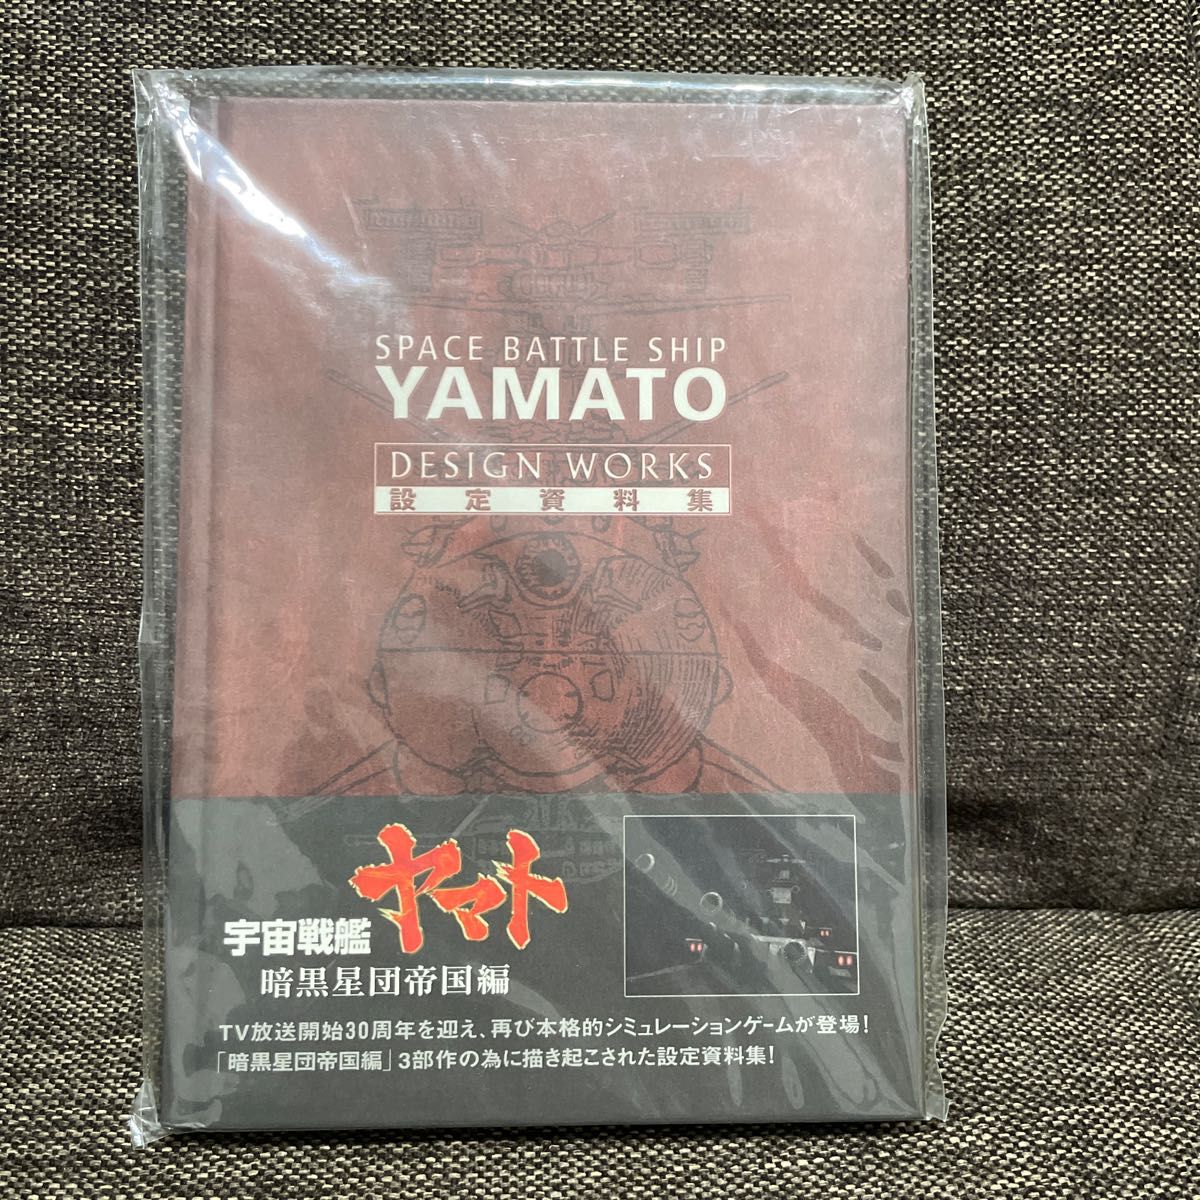 SPACE BATTLE SHIP
YAMATO
DESIGN WORKS
設定資料集
宇宙戦艦ヤマト
暗黒星団帝国編
TV放送開始30周年を迎え、再び本格的シミュレーションゲームが登場!
「暗黒星団帝国編」3部作の為に描き起こされた設定資料集!